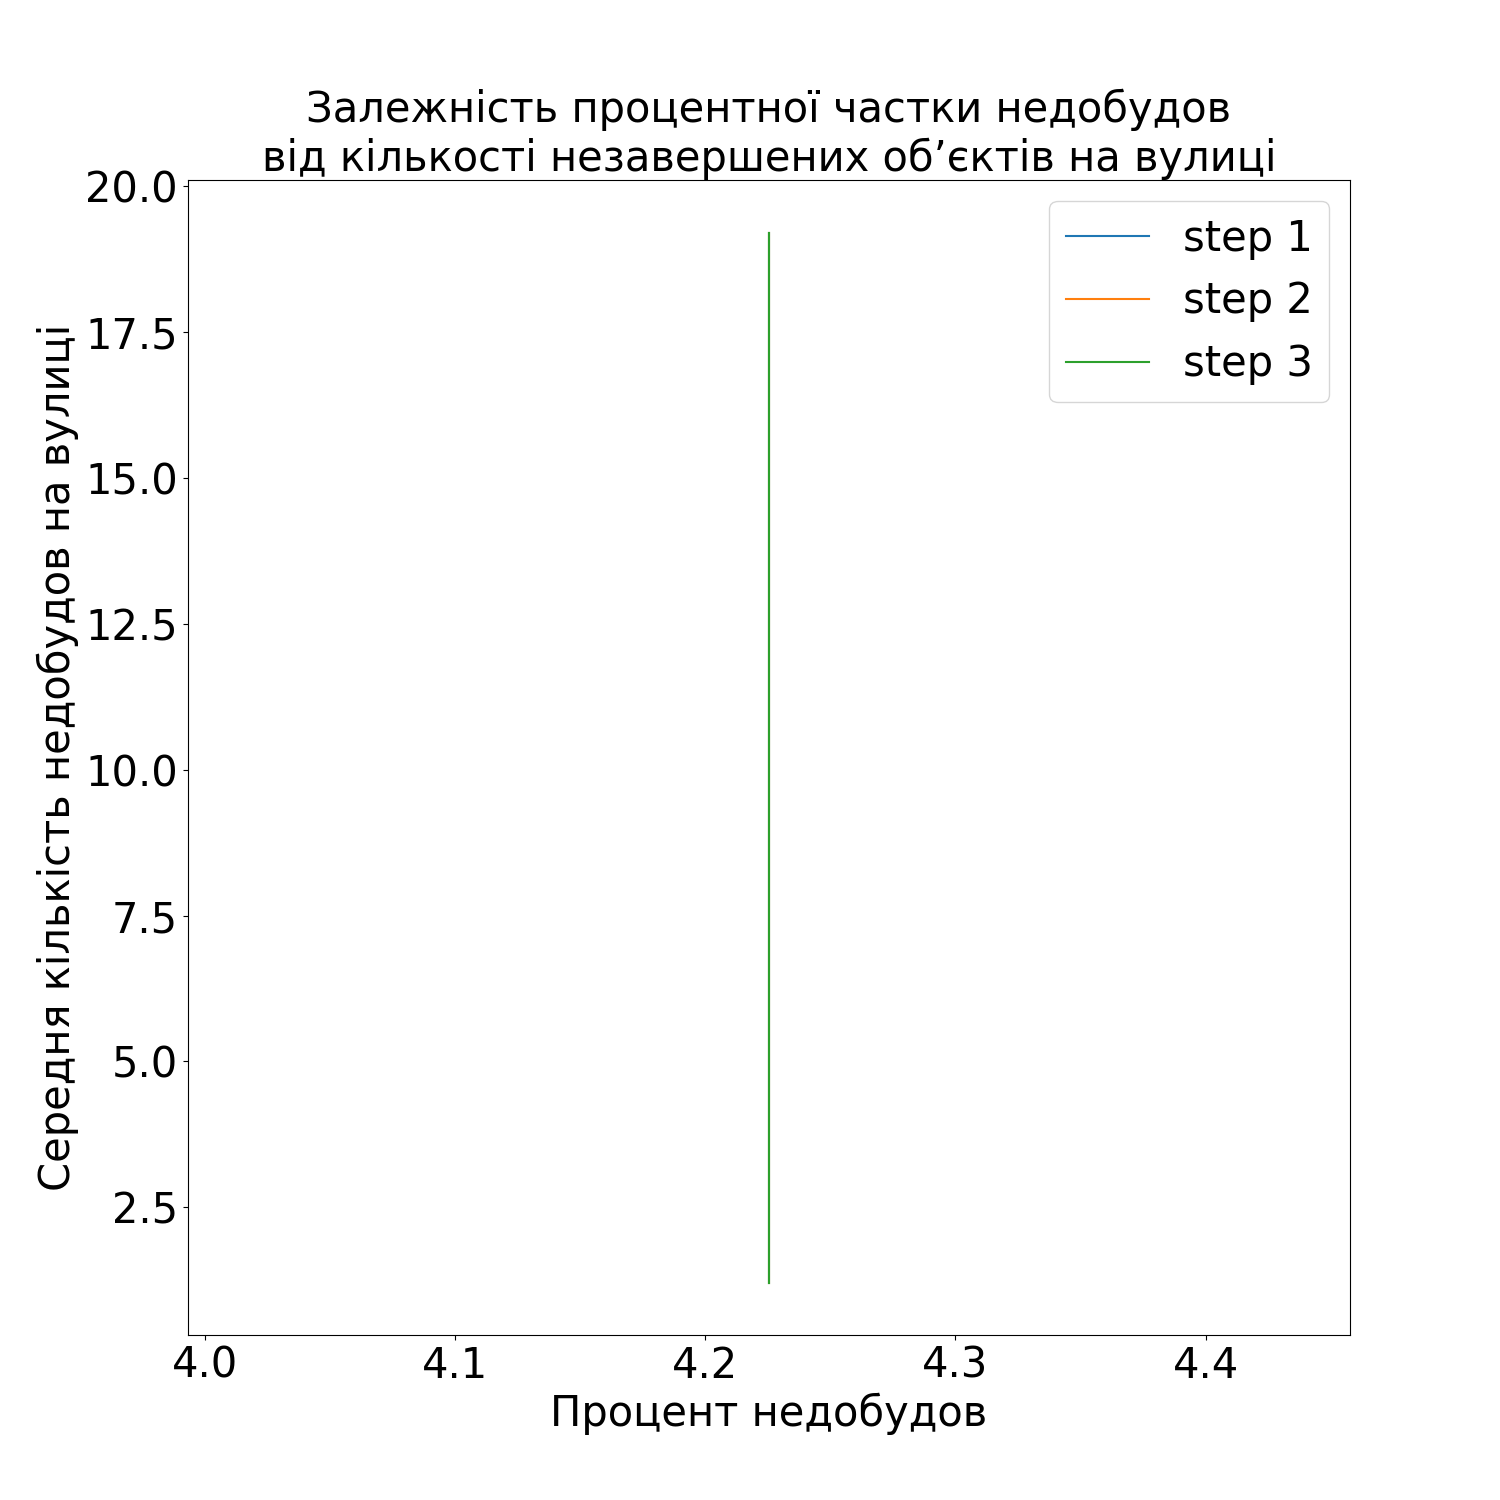 Залежність процентної частки недобудов
від кількості незавершених об’єктів на вулиці
20.0
17.5
15.0
12.5
10.0
7.5
5.0
2.5
Середня кількість недобудов на вулиці
step 1
step 2
step 3
4.0 4.1 4.2 4.3 4.4
Процент недобудов